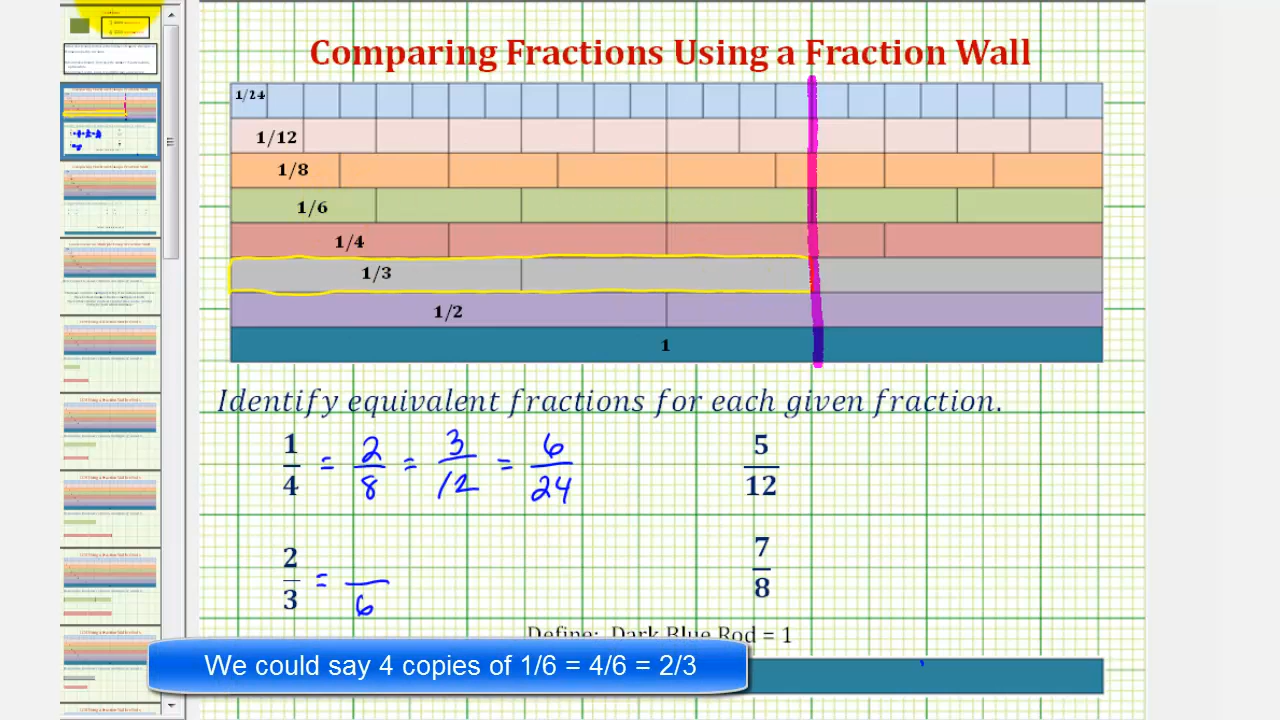 Comparing Fractions Using a Fraction Wall
1/24
1/12
1/8
1/6
1/4
1/3
1/2
1
Identify equivalent fractions for each given fraction.
1/4 = 2/8 = 3/12 = 6/24
5/12
2/3 = /6
7/8
Define: Dark Blue Rod = 1
We could say 4 copies of 1/6 = 4/6 = 2/3